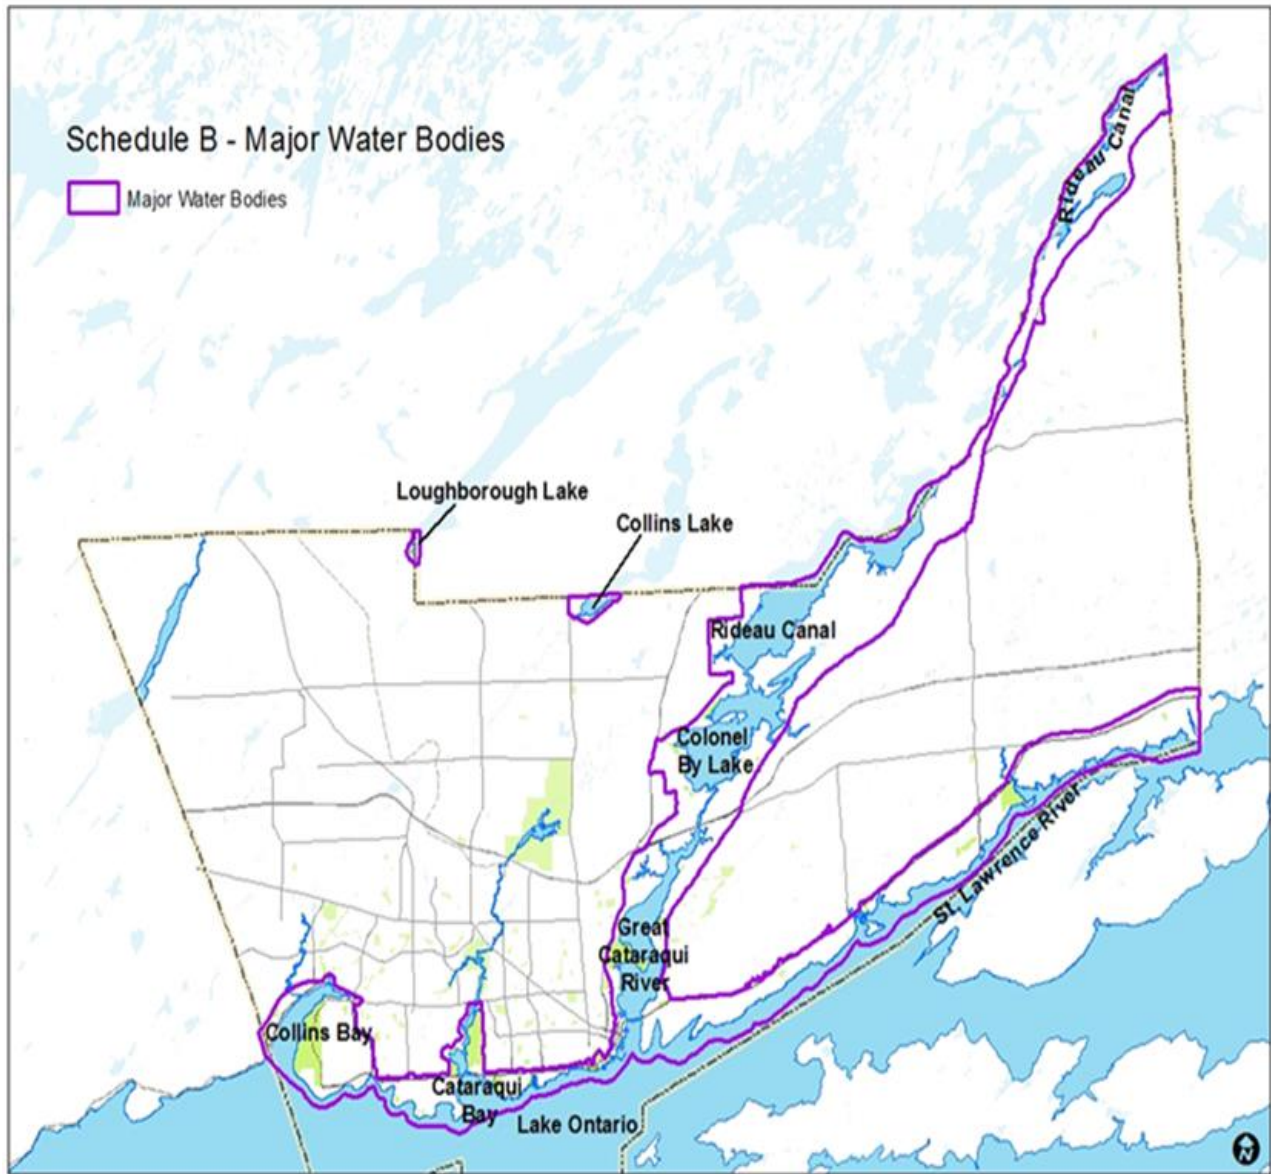 Schedule B - Major Water Bodies
Major Water Bodies
Rideau Canal
Loughborough Lake
Collins Lake
Rideau Canal
Colonel
By Lake
St. Lawrence River
Great
Cataraqui
River
Collins Bay
Cataraqui
Bay
Lake Ontario
N